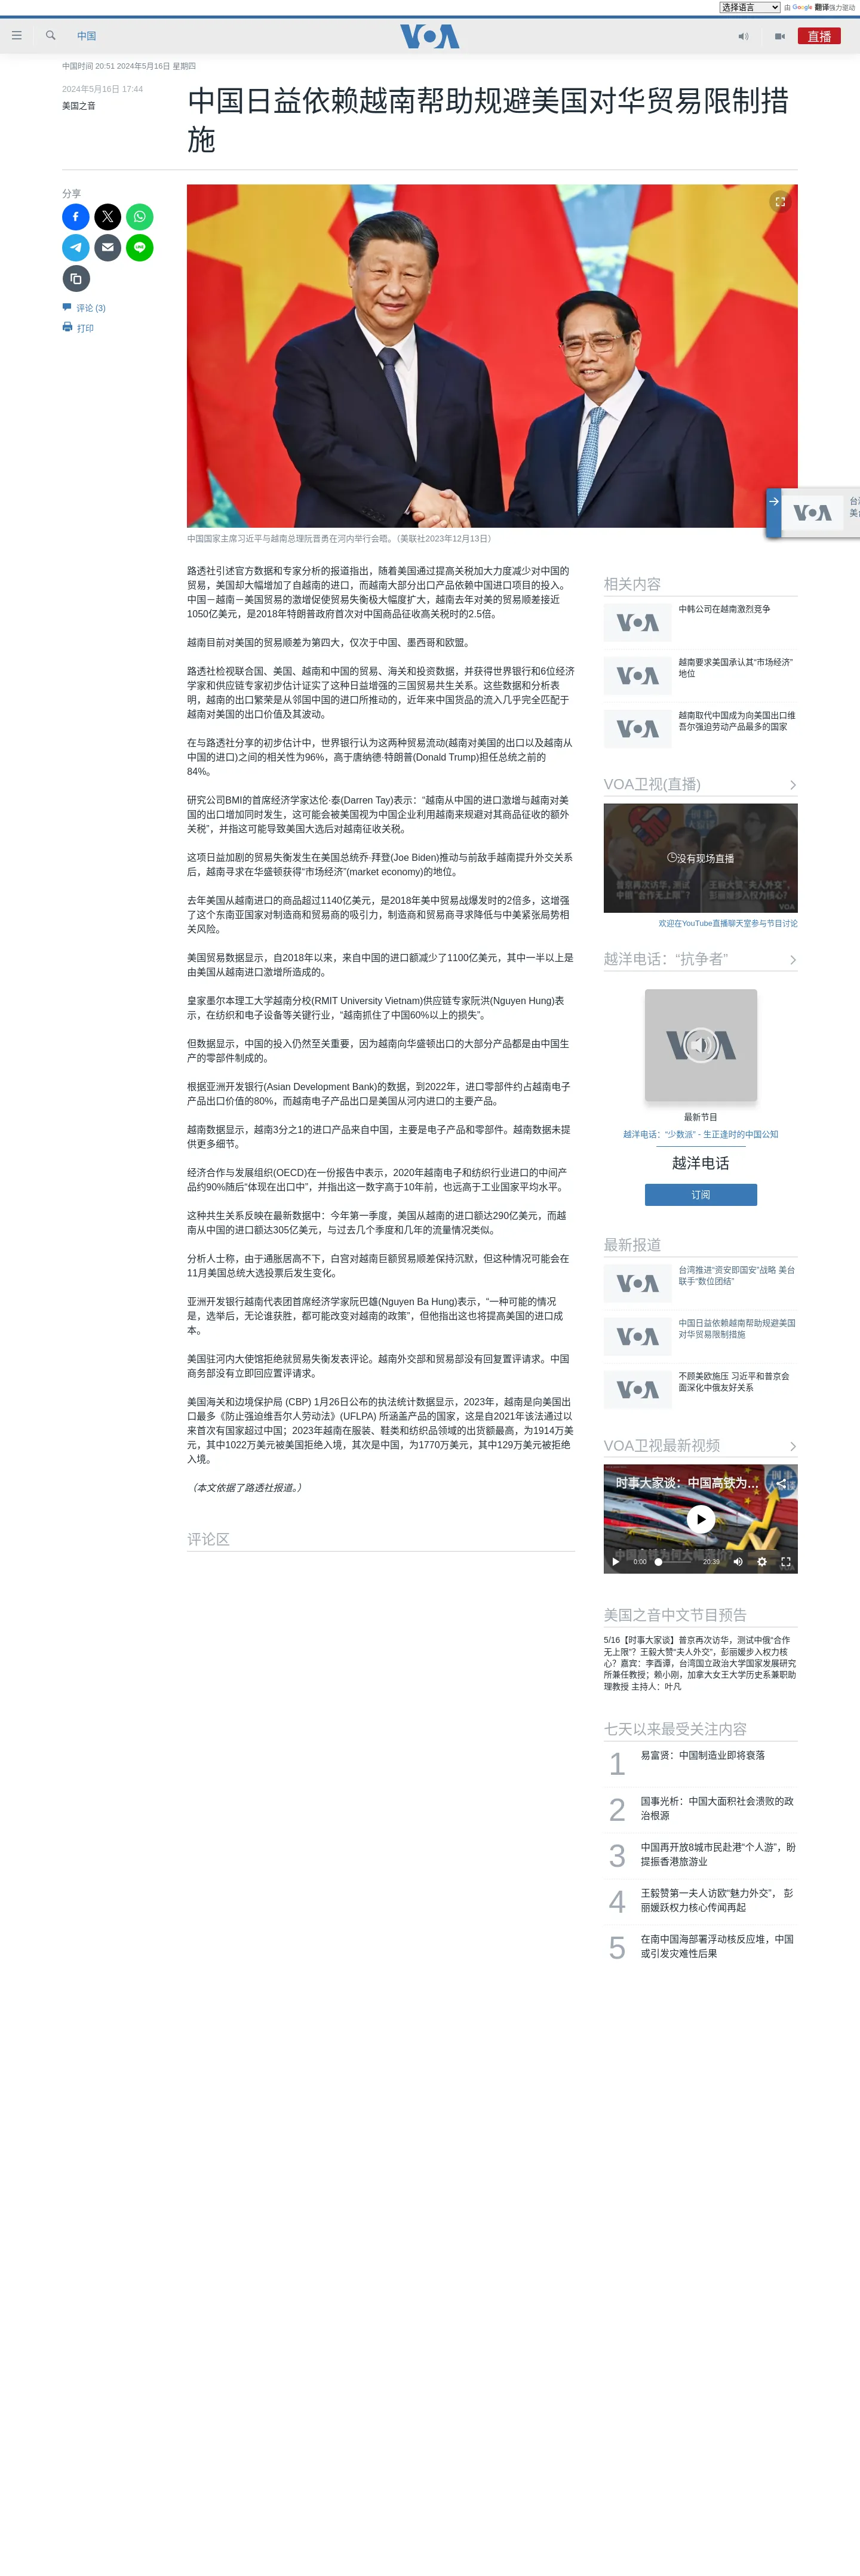 选择语言 由 Google 翻译强力驱动
中国
VOA
直播
中国时间 20:51 2024年5月16日 星期四
2024年5月16日 17:44
美国之音
中国日益依赖越南帮助规避美国对华贸易限制措
施
分享
评论 (3)
打印
中国国家主席习近平与越南总理阮晋勇在河内举行会晤。（美联社2023年12月13日）
路透社引述官方数据和专家分析的报道指出，随着美国通过提高关税加大力度减少对中国的
贸易，美国却大幅增加了自越南的进口，而越南大部分出口产品依赖中国进口项目的投入。
中国－越南－美国贸易的激增促使贸易失衡极大幅度扩大，越南去年对美的贸易顺差接近
1050亿美元，是2018年特朗普政府首次对中国商品征收高关税时的2.5倍。
越南目前对美国的贸易顺差为第四大，仅次于中国、墨西哥和欧盟。
路透社检视联合国、美国、越南和中国的贸易、海关和投资数据，并获得世界银行和6位经济
学家和供应链专家初步估计证实了这种日益增强的三国贸易共生关系。这些数据和分析表
明，越南的出口繁荣是从邻国中国的进口所推动的，近年来中国货品的流入几乎完全匹配于
越南对美国的出口价值及其波动。
在与路透社分享的初步估计中，世界银行认为这两种贸易流动(越南对美国的出口以及越南从
中国的进口)之间的相关性为96%，高于唐纳德·特朗普(Donald Trump)担任总统之前的
84%。
研究公司BMI的首席经济学家达伦·泰(Darren Tay)表示：“越南从中国的进口激增与越南对美
国的出口增加同时发生，这可能会被美国视为中国企业利用越南来规避对其商品征收的额外
关税”，并指这可能导致美国大选后对越南征收关税。
这项日益加剧的贸易失衡发生在美国总统乔·拜登(Joe Biden)推动与前敌手越南提升外交关系
后，越南寻求在华盛顿获得“市场经济”(market economy)的地位。
去年美国从越南进口的商品超过1140亿美元，是2018年美中贸易战爆发时的2倍多，这增强
了这个东南亚国家对制造商和贸易商的吸引力，制造商和贸易商寻求降低与中美紧张局势相
关风险。
美国贸易数据显示，自2018年以来，来自中国的进口额减少了1100亿美元，其中一半以上是
由美国从越南进口激增所造成的。
皇家墨尔本理工大学越南分校(RMIT University Vietnam)供应链专家阮洪(Nguyen Hung)表
示，在纺织和电子设备等关键行业，“越南抓住了中国60%以上的损失”。
但数据显示，中国的投入仍然至关重要，因为越南向华盛顿出口的大部分产品都是由中国生
产的零部件制成的。
根据亚洲开发银行(Asian Development Bank)的数据，到2022年，进口零部件约占越南电子
产品出口价值的80%，而越南电子产品出口是美国从河内进口的主要产品。
越南数据显示，越南3分之1的进口产品来自中国，主要是电子产品和零部件。越南数据未提
供更多细节。
经济合作与发展组织(OECD)在一份报告中表示，2020年越南电子和纺织行业进口的中间产
品约90%随后“体现在出口中”，并指出这一数字高于10年前，也远高于工业国家平均水平。
这种共生关系反映在最新数据中：今年第一季度，美国从越南的进口额达290亿美元，而越
南从中国的进口额达305亿美元，与过去几个季度和几年的流量情况类似。
分析人士称，由于通胀居高不下，白宫对越南巨额贸易顺差保持沉默，但这种情况可能会在
11月美国总统大选投票后发生变化。
亚洲开发银行越南代表团首席经济学家阮巴雄(Nguyen Ba Hung)表示，“一种可能的情况
是，选举后，无论谁获胜，都可能改变对越南的政策”，但他指出这也将提高美国的进口成
本。
美国驻河内大使馆拒绝就贸易失衡发表评论。越南外交部和贸易部没有回复置评请求。中国
商务部没有立即回应置评请求。
美国海关和边境保护局 (CBP) 1月26日公布的执法统计数据显示，2023年，越南是向美国出
口最多《防止强迫维吾尔人劳动法》(UFLPA) 所涵盖产品的国家，这是自2021年该法通过以
来首次有国家超过中国；2023年越南在服装、鞋类和纺织品领域的出货额最高，为1914万美
元，其中1022万美元被美国拒绝入境，其次是中国，为1770万美元，其中129万美元被拒绝
入境。
（本文依据了路透社报道。）
评论区
台湾
美台
相关内容
中韩公司在越南激烈竞争
越南要求美国承认其“市场经济”
地位
越南取代中国成为向美国出口维
吾尔强迫劳动产品最多的国家
VOA卫视(直播)
没有现场直播
欢迎在YouTube直播聊天室参与节目讨论
越洋电话：“抗争者”
最新节目
越洋电话：“少数派” - 生正逢时的中国公知
越洋电话
订阅
最新报道
台湾推进“资安即国安”战略 美台
联手“数位团结”
中国日益依赖越南帮助规避美国
对华贸易限制措施
不顾美欧施压 习近平和普京会
面深化中俄友好关系
VOA卫视最新视频
时事大家谈：中国高铁为...
中国高铁为何大幅涨价？
0:00 20:39
美国之音中文节目预告
5/16【时事大家谈】普京再次访华，测试中俄“合作
无上限”？王毅大赞“夫人外交”，彭丽媛步入权力核
心？嘉宾：李酉谭，台湾国立政治大学国家发展研究
所兼任教授；赖小刚，加拿大女王大学历史系兼职助
理教授 主持人：叶凡
七天以来最受关注内容
1 易富贤：中国制造业即将衰落
2 国事光析：中国大面积社会溃败的政
治根源
3 中国再开放8城市民赴港“个人游”，盼
提振香港旅游业
4 王毅赞第一夫人访欧“魅力外交”， 彭
丽媛跃权力核心传闻再起
5 在南中国海部署浮动核反应堆，中国
或引发灾难性后果